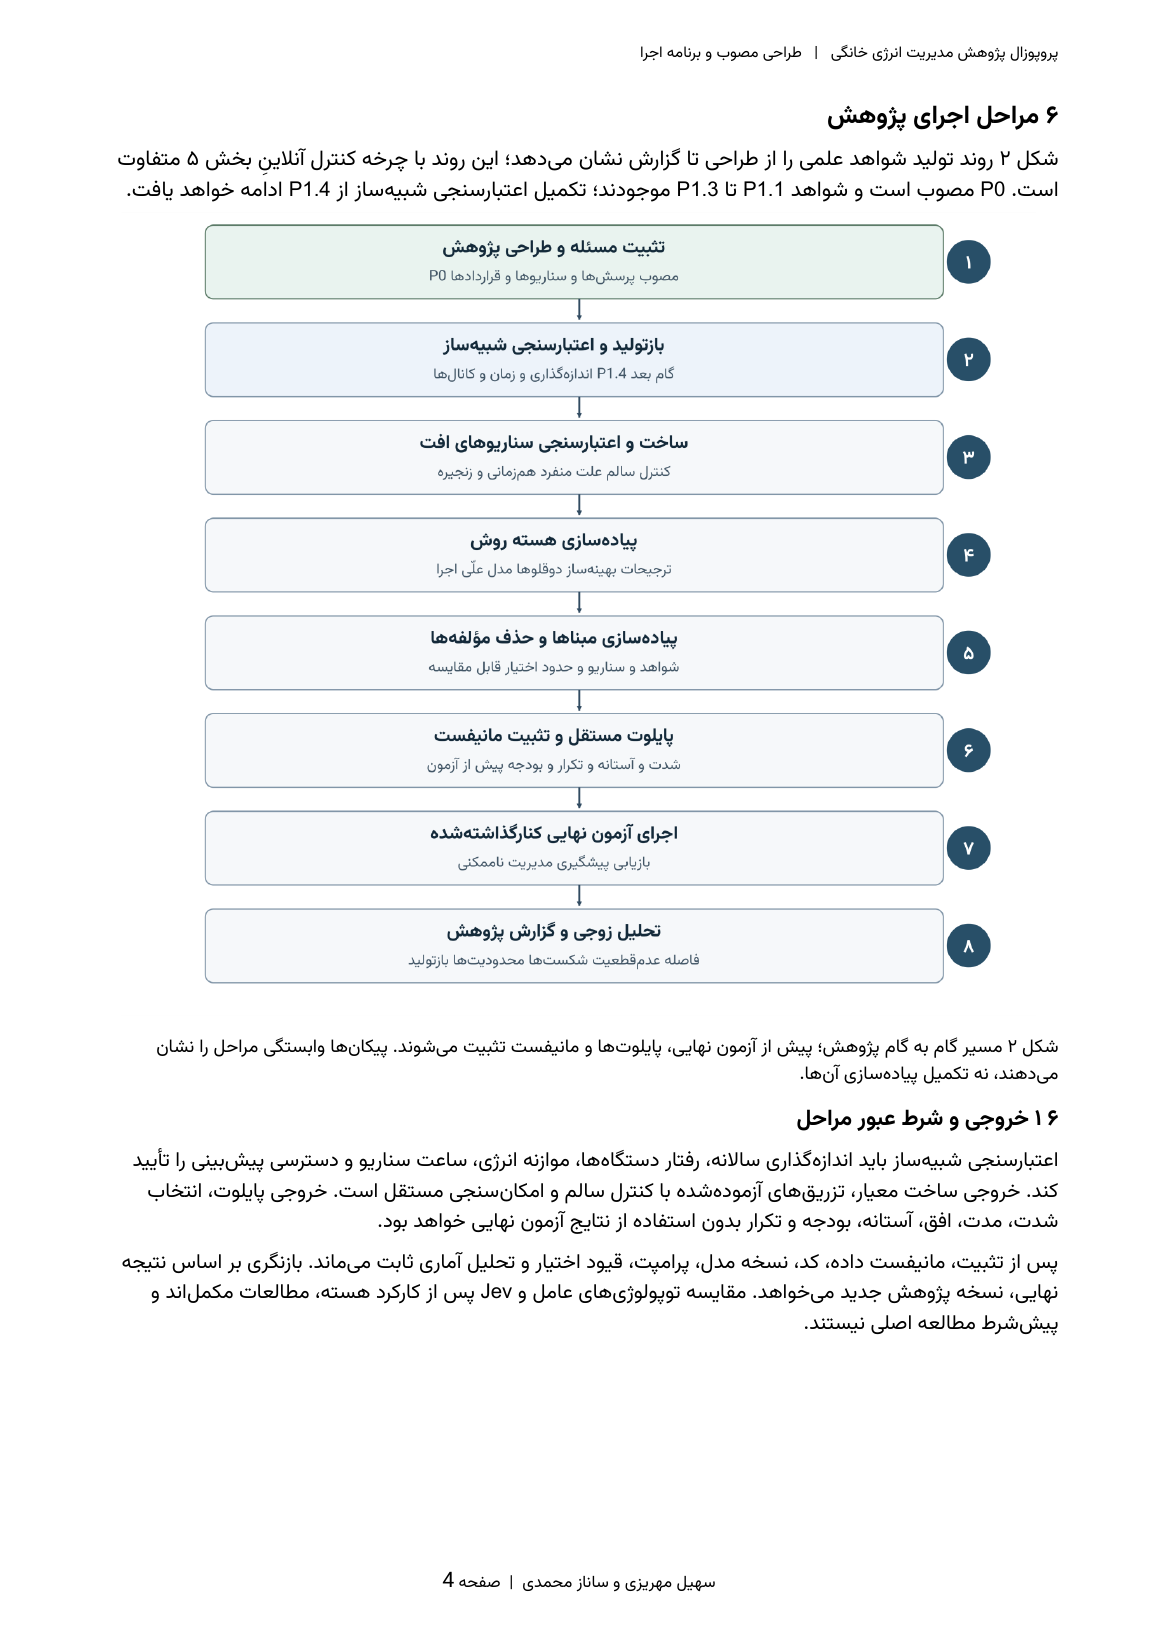 پروپوزال پژوهش مدیریت انرژی خانگی | طراحی مصوب و برنامه اجرا
۶ مراحل اجرای پژوهش
شکل ۲ روند تولید شواهد علمی را از طراحی تا گزارش نشان می‌دهد؛ این روند با چرخه کنترل آنلاینِ بخش ۵ متفاوت
است. P0 مصوب است و شواهد P1.1 تا P1.3 موجودند؛ تکمیل اعتبارسنجی شبیه‌ساز از P1.4 ادامه خواهد یافت.
۱
تثبیت مسئله و طراحی پژوهش
مصوب پرسش‌ها و سناریوها و قراردادها P0
۲
بازتولید و اعتبارسنجی شبیه‌ساز
گام بعد P1.4 اندازه‌گذاری و زمان و کانال‌ها
۳
ساخت و اعتبارسنجی سناریوهای افت
کنترل سالم علت منفرد هم‌زمانی و زنجیره
۴
پیاده‌سازی هسته روش
ترجیحات بهینه‌ساز دوقلوها مدل علّی اجرا
۵
پیاده‌سازی مبناها و حذف مؤلفه‌ها
شواهد و سناریو و حدود اختیار قابل مقایسه
۶
پایلوت مستقل و تثبیت مانیفست
شدت و آستانه و تکرار و بودجه پیش از آزمون
۷
اجرای آزمون نهایی کنارگذاشته‌شده
بازیابی پیشگیری مدیریت ناممکنی
۸
تحلیل زوجی و گزارش پژوهش
فاصله عدم‌قطعیت شکست‌ها محدودیت‌ها بازتولید
شکل ۲ مسیر گام به گام پژوهش؛ پیش از آزمون نهایی، پایلوت‌ها و مانیفست تثبیت می‌شوند. پیکان‌ها وابستگی مراحل را نشان
می‌دهند، نه تکمیل پیاده‌سازی آن‌ها.
۱ ۶ خروجی و شرط عبور مراحل
اعتبارسنجی شبیه‌ساز باید اندازه‌گذاری سالانه، رفتار دستگاه‌ها، موازنه انرژی، ساعت سناریو و دسترسی پیش‌بینی را تأیید
کند. خروجی ساخت معیار، تزریق‌های آزموده‌شده با کنترل سالم و امکان‌سنجی مستقل است. خروجی پایلوت، انتخاب
شدت، مدت، افق، آستانه، بودجه و تکرار بدون استفاده از نتایج آزمون نهایی خواهد بود.
پس از تثبیت، مانیفست داده، کد، نسخه مدل، پرامپت، قیود اختیار و تحلیل آماری ثابت می‌ماند. بازنگری بر اساس نتیجه
نهایی، نسخه پژوهش جدید می‌خواهد. مقایسه توپولوژی‌های عامل و Jev پس از کارکرد هسته، مطالعات مکمل‌اند و
پیش‌شرط مطالعه اصلی نیستند.
سهیل مهریزی و ساناز محمدی | صفحه 4